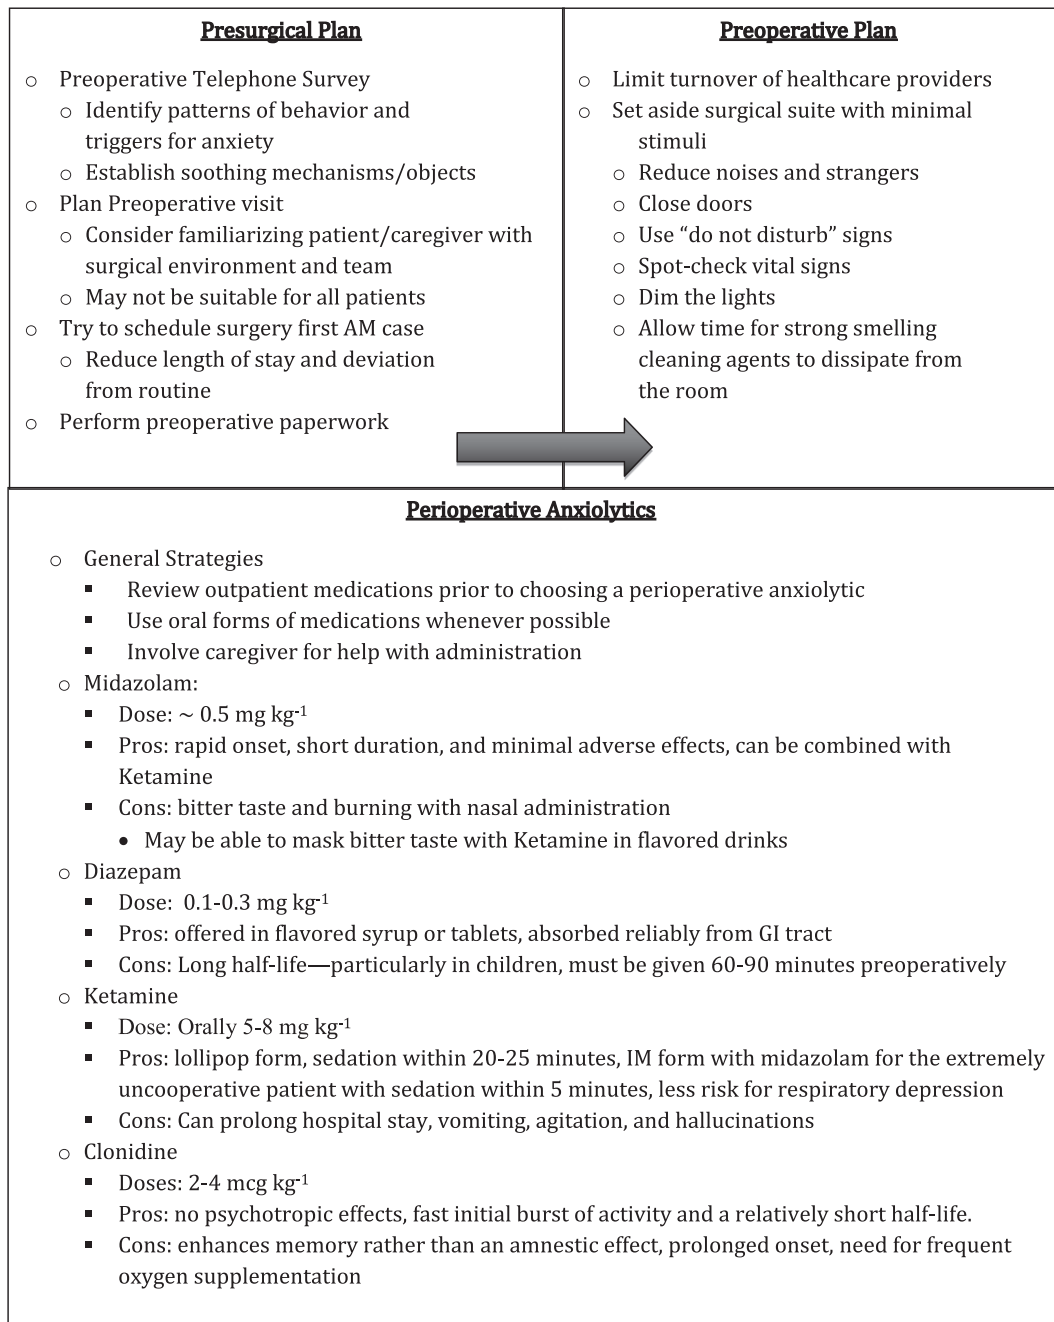 Presurgical Plan
o Preoperative Telephone Survey
o Identify patterns of behavior and
triggers for anxiety
o Establish soothing mechanisms/objects
o Plan Preoperative visit
o Consider familiarizing patient/caregiver with
surgical environment and team
o May not be suitable for all patients
o Try to schedule surgery first AM case
o Reduce length of stay and deviation
from routine
o Perform preoperative paperwork
Preoperative Plan
o Limit turnover of healthcare providers
o Set aside surgical suite with minimal
stimuli
o Reduce noises and strangers
o Close doors
o Use “do not disturb” signs
o Spot-check vital signs
o Dim the lights
o Allow time for strong smelling
cleaning agents to dissipate from
the room
Perioperative Anxiolytics
o General Strategies
▪ Review outpatient medications prior to choosing a perioperative anxiolytic
▪ Use oral forms of medications whenever possible
▪ Involve caregiver for help with administration
o Midazolam:
▪ Dose: ~ 0.5 mg kg⁻¹
▪ Pros: rapid onset, short duration, and minimal adverse effects, can be combined with
Ketamine
▪ Cons: bitter taste and burning with nasal administration
• May be able to mask bitter taste with Ketamine in flavored drinks
o Diazepam
▪ Dose: 0.1-0.3 mg kg⁻¹
▪ Pros: offered in flavored syrup or tablets, absorbed reliably from GI tract
▪ Cons: Long half-life—particularly in children, must be given 60-90 minutes preoperatively
o Ketamine
▪ Dose: Orally 5-8 mg kg⁻¹
▪ Pros: lollipop form, sedation within 20-25 minutes, IM form with midazolam for the extremely
uncooperative patient with sedation within 5 minutes, less risk for respiratory depression
▪ Cons: Can prolong hospital stay, vomiting, agitation, and hallucinations
o Clonidine
▪ Doses: 2-4 mcg kg⁻¹
▪ Pros: no psychotropic effects, fast initial burst of activity and a relatively short half-life.
▪ Cons: enhances memory rather than an amnestic effect, prolonged onset, need for frequent
oxygen supplementation